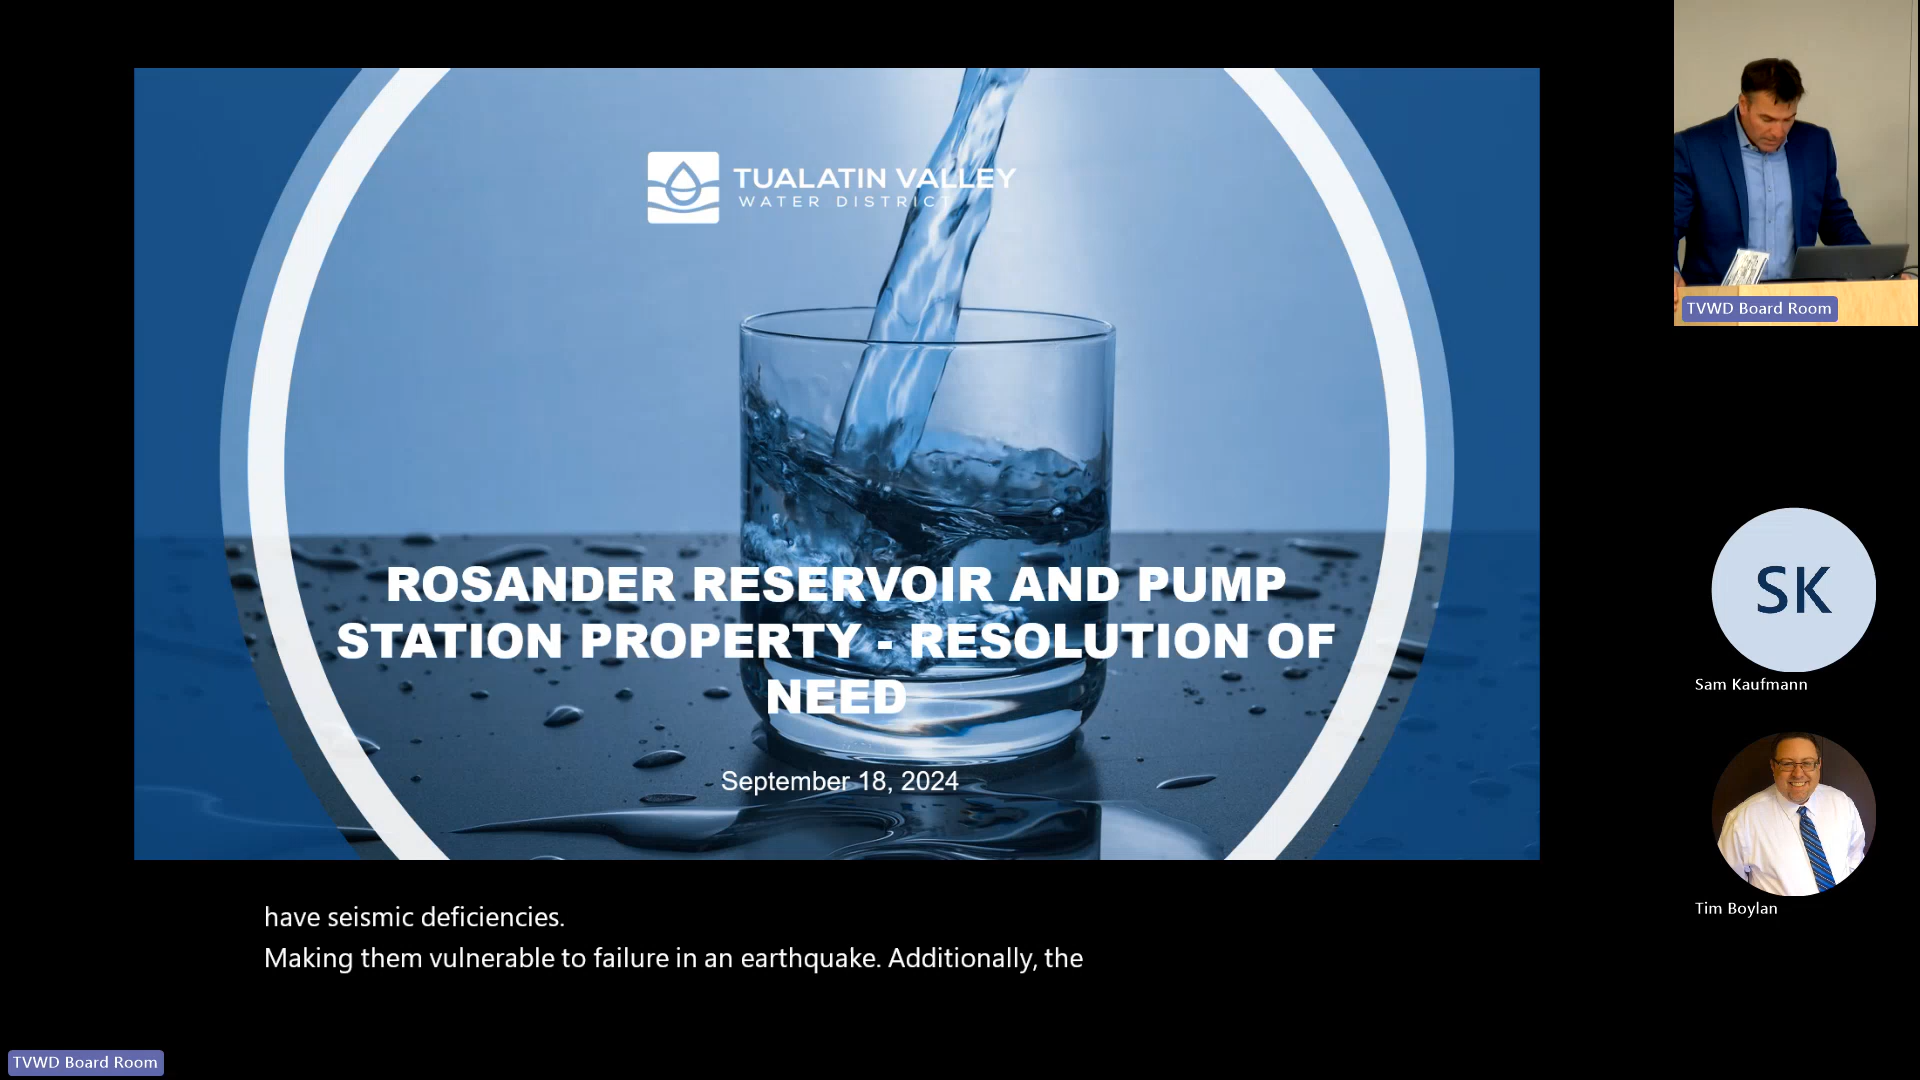 TUALATIN VALLEY
WATER DISTRICT
ROSANDER RESERVOIR AND PUMP
STATION PROPERTY - RESOLUTION OF
NEED
September 18, 2024
have seismic deficiencies.
Making them vulnerable to failure in an earthquake. Additionally, the
TVWD Board Room
TVWD Board Room
SK
Sam Kaufmann
Tim Boylan